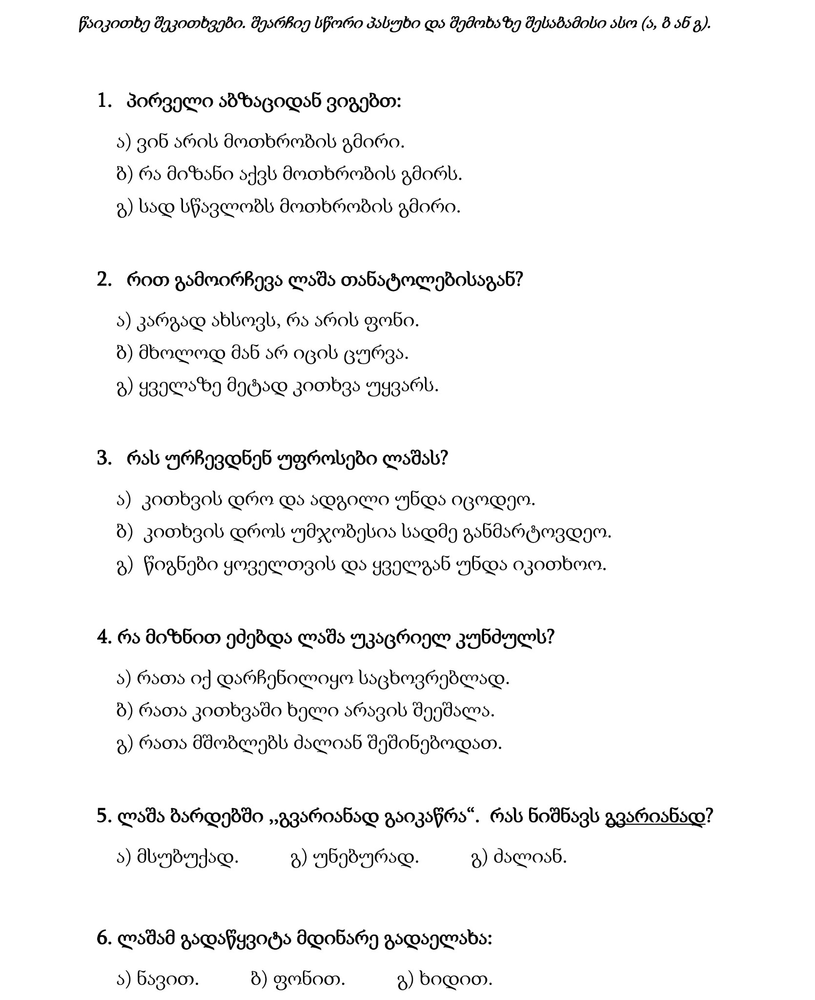 წაიკითხე შეკითხვები. შეარჩიე სწორი პასუხი და შემოხაზე შესაბამისი ასო (ა, ბ ან გ).
1. პირველი აბზაციდან ვიგებთ:
ა) ვინ არის მოთხრობის გმირი.
ბ) რა მიზანი აქვს მოთხრობის გმირს.
გ) სად სწავლობს მოთხრობის გმირი.
2. რით გამოირჩევა ლაშა თანატოლებისაგან?
ა) კარგად ახსოვს, რა არის ფონი.
ბ) მხოლოდ მან არ იცის ცურვა.
გ) ყველაზე მეტად კითხვა უყვარს.
3. რას ურჩევდნენ უფროსები ლაშას?
ა) კითხვის დრო და ადგილი უნდა იცოდეო.
ბ) კითხვის დროს უმჯობესია სადმე განმარტოვდეო.
გ) წიგნები ყოველთვის და ყველგან უნდა იკითხოო.
4. რა მიზნით ეძებდა ლაშა უკაცრიელ კუნძულს?
ა) რათა იქ დარჩენილიყო საცხოვრებლად.
ბ) რათა კითხვაში ხელი არავის შეეშალა.
გ) რათა მშობლებს ძალიან შეშინებოდათ.
5. ლაშა ბარდებში ,,გვარიანად გაიკაწრა“. რას ნიშნავს გვარიანად?
ა) მსუბუქად. გ) უნებურად. გ) ძალიან.
6. ლაშამ გადაწყვიტა მდინარე გადაელახა:
ა) ნავით. ბ) ფონით. გ) ხიდით.